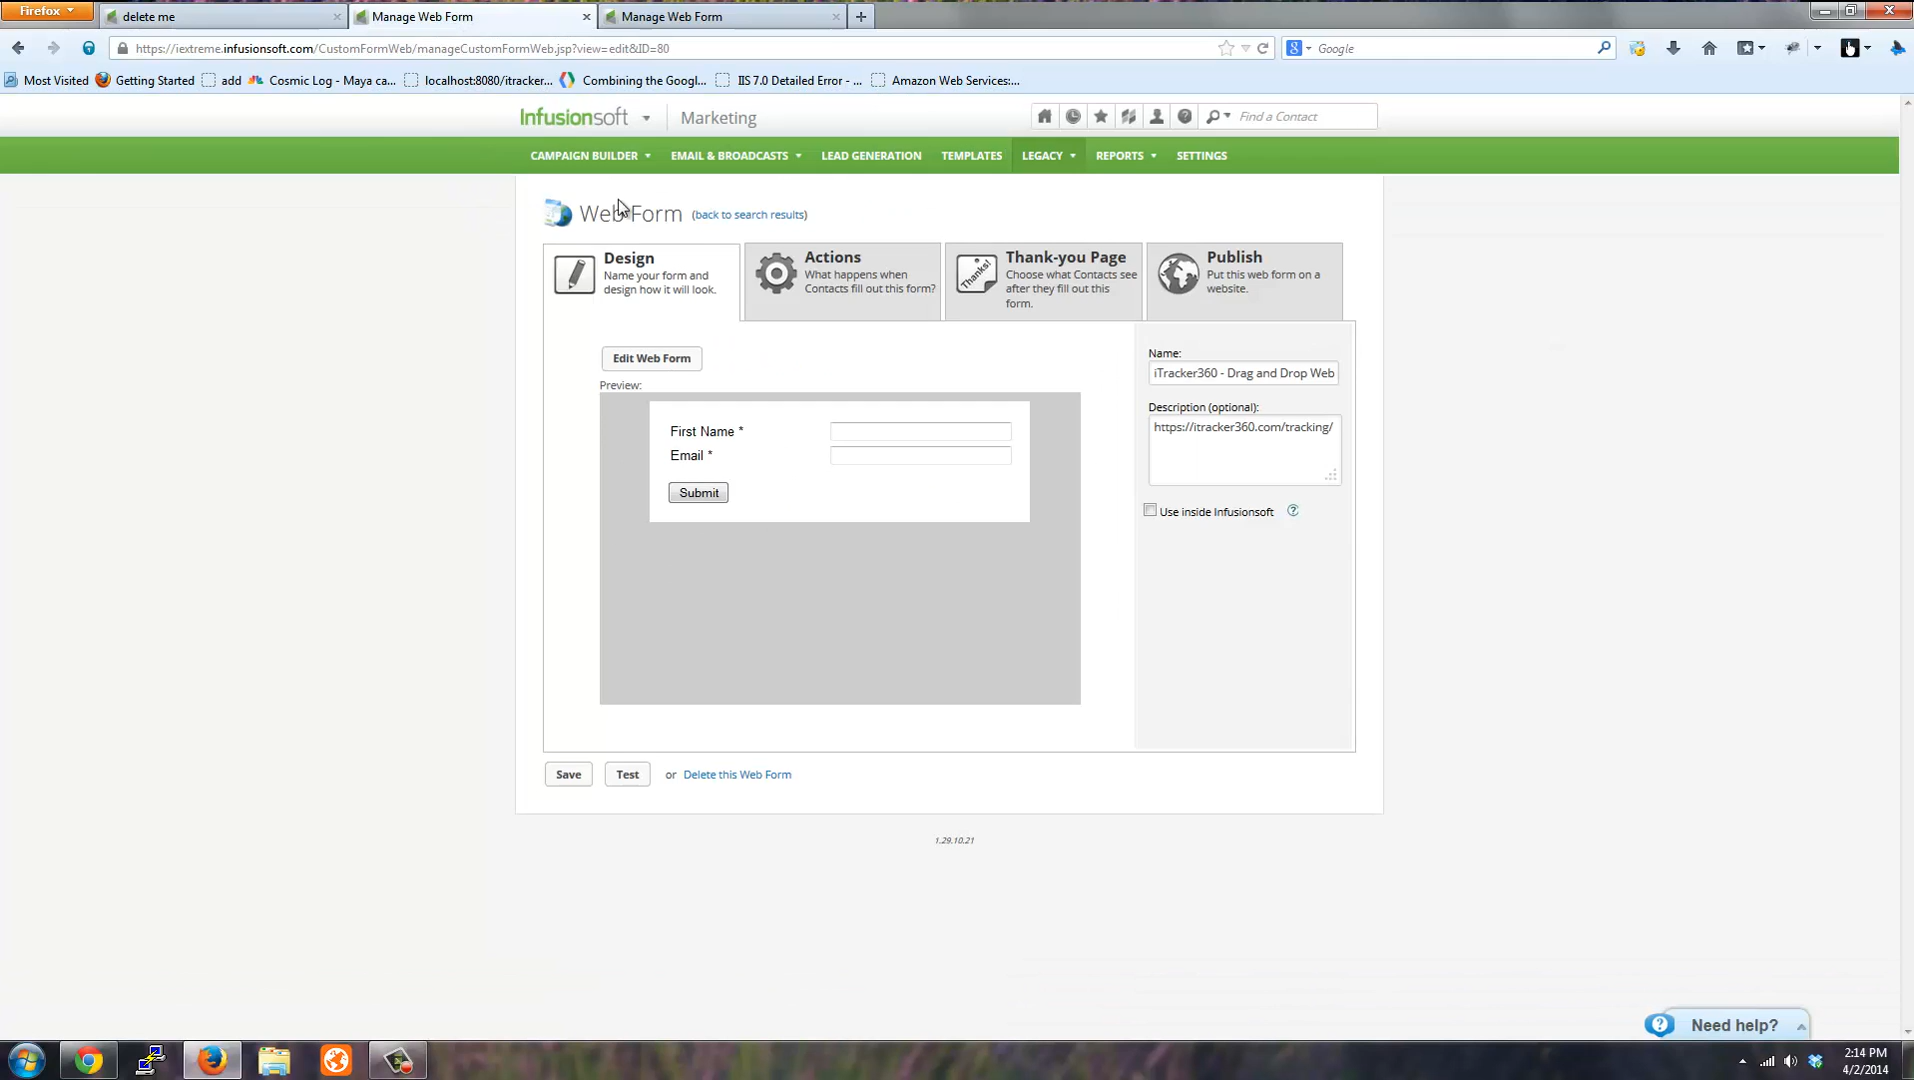 Firefox
delete me
Manage Web Form
Manage Web Form
https://iextreme.infusionsoft.com/CustomFormWeb/manageCustomFormWeb.jsp?view=edit&ID=80
Google
Most Visited
Getting Started
add
Cosmic Log - Maya ca...
localhost:8080/itracker...
Combining the Googl...
IIS 7.0 Detailed Error - ...
Amazon Web Services:...
Infusionsoft
Marketing
Find a Contact
CAMPAIGN BUILDER
EMAIL & BROADCASTS
LEAD GENERATION
TEMPLATES
LEGACY
REPORTS
SETTINGS
Web Form (back to search results)
Design
Name your form and
design how it will look.
Actions
What happens when
Contacts fill out this form?
Thanks!
Thank-you Page
Choose what Contacts see
after they fill out this
form.
Publish
Put this web form on a
website.
Edit Web Form
Preview:
First Name *
Email *
Submit
Name:
iTracker360 - Drag and Drop Web
Description (optional):
https://itracker360.com/tracking/
Use inside Infusionsoft
Save
Test
or
Delete this Web Form
1.29.10.21
Need help?
2:14 PM
4/2/2014